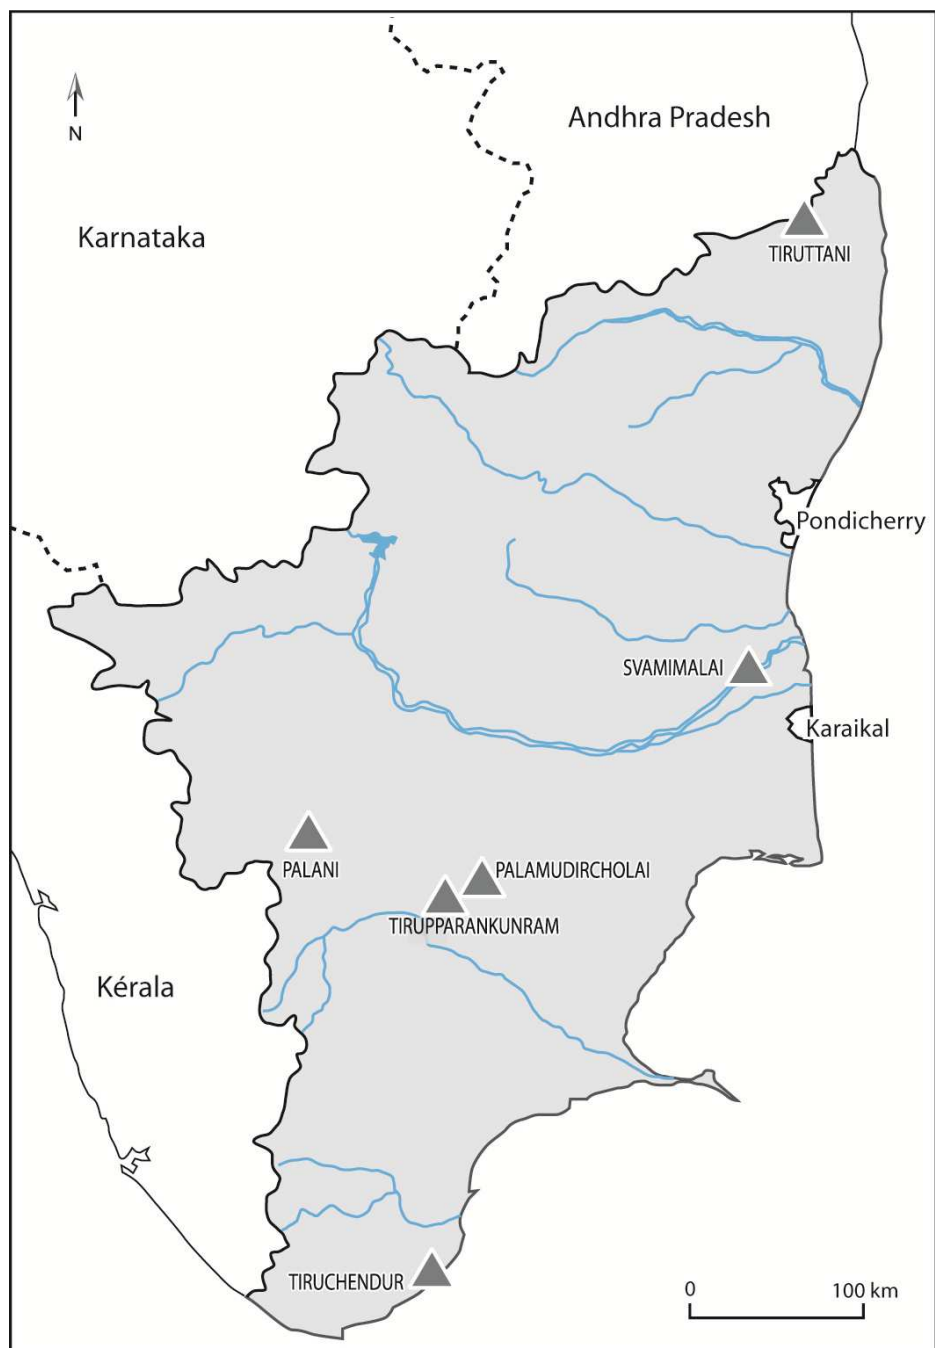 Andhra Pradesh
N
Karnataka
TIRUTTANI
Pondicherry
SVAMIMALAI
Karaikal
PALANI
PALAMUDIRCHOLAI
TIRUPPARANKUNRAM
Kérala
TIRUCHENDUR
0 100 km